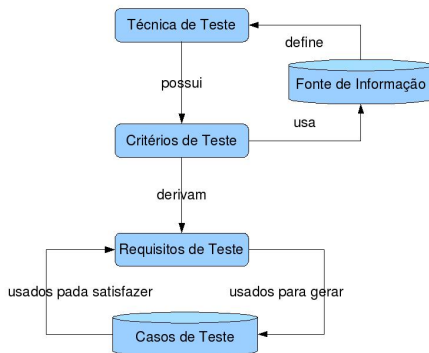 Técnica de Teste
define
possui
Fonte de Informação
usa
Critérios de Teste
derivam
Requisitos de Teste
usados pada satisfazer
usados para gerar
Casos de Teste